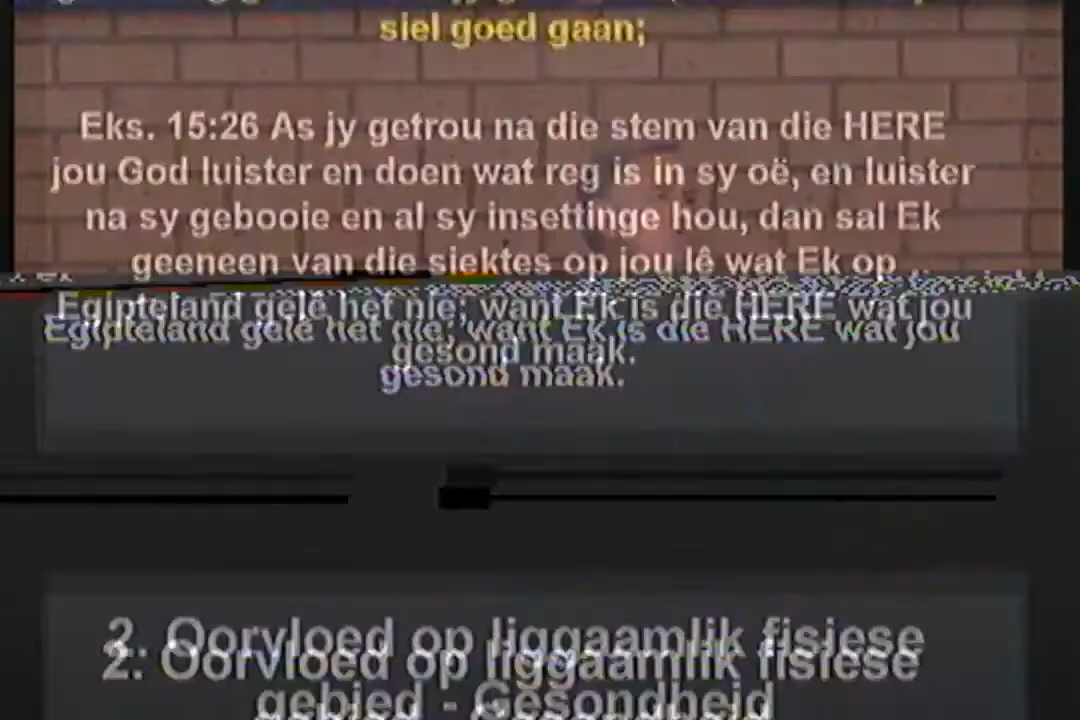 siel goed gaan;
Eks. 15:26 As jy getrou na die stem van die HERE
jou God luister en doen wat reg is in sy oë, en luister
na sy gebooie en al sy insettinge hou, dan sal Ek
geeneen van die siektes op jou lê wat Ek op
Egipteland gelê het nie; want Ek is die HERE wat jou
gesond maak.
2. Oorvloed op liggaamlik fisiese
gebied - Gesondheid